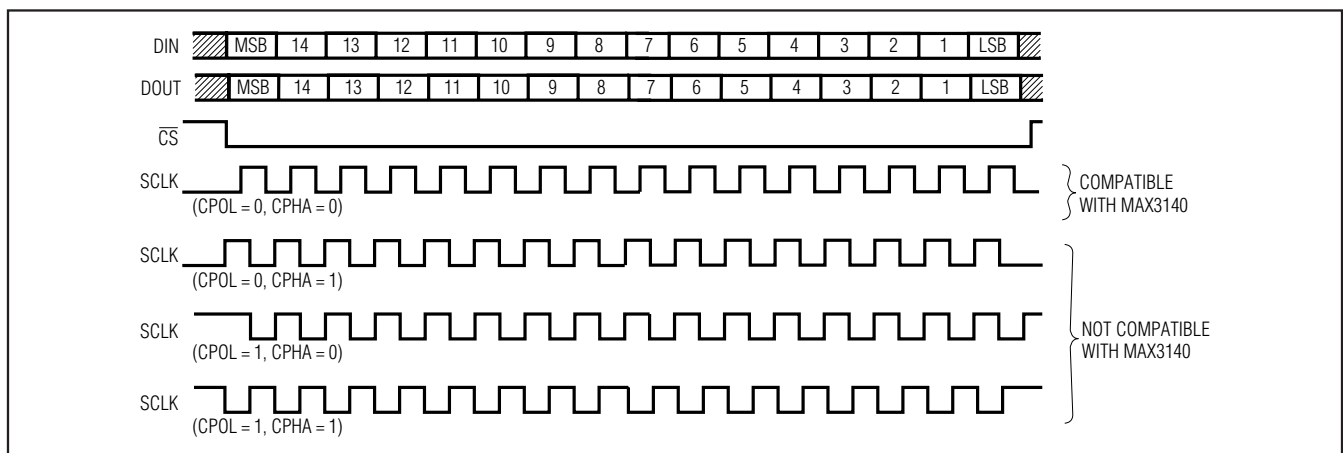 DIN MSB 14 13 12 11 10 9 8 7 6 5 4 3 2 1 LSB
DOUT MSB 14 13 12 11 10 9 8 7 6 5 4 3 2 1 LSB
C̅S̅
SCLK
(CPOL = 0, CPHA = 0)
COMPATIBLE
WITH MAX3140
SCLK
(CPOL = 0, CPHA = 1)
SCLK
(CPOL = 1, CPHA = 0)
NOT COMPATIBLE
WITH MAX3140
SCLK
(CPOL = 1, CPHA = 1)